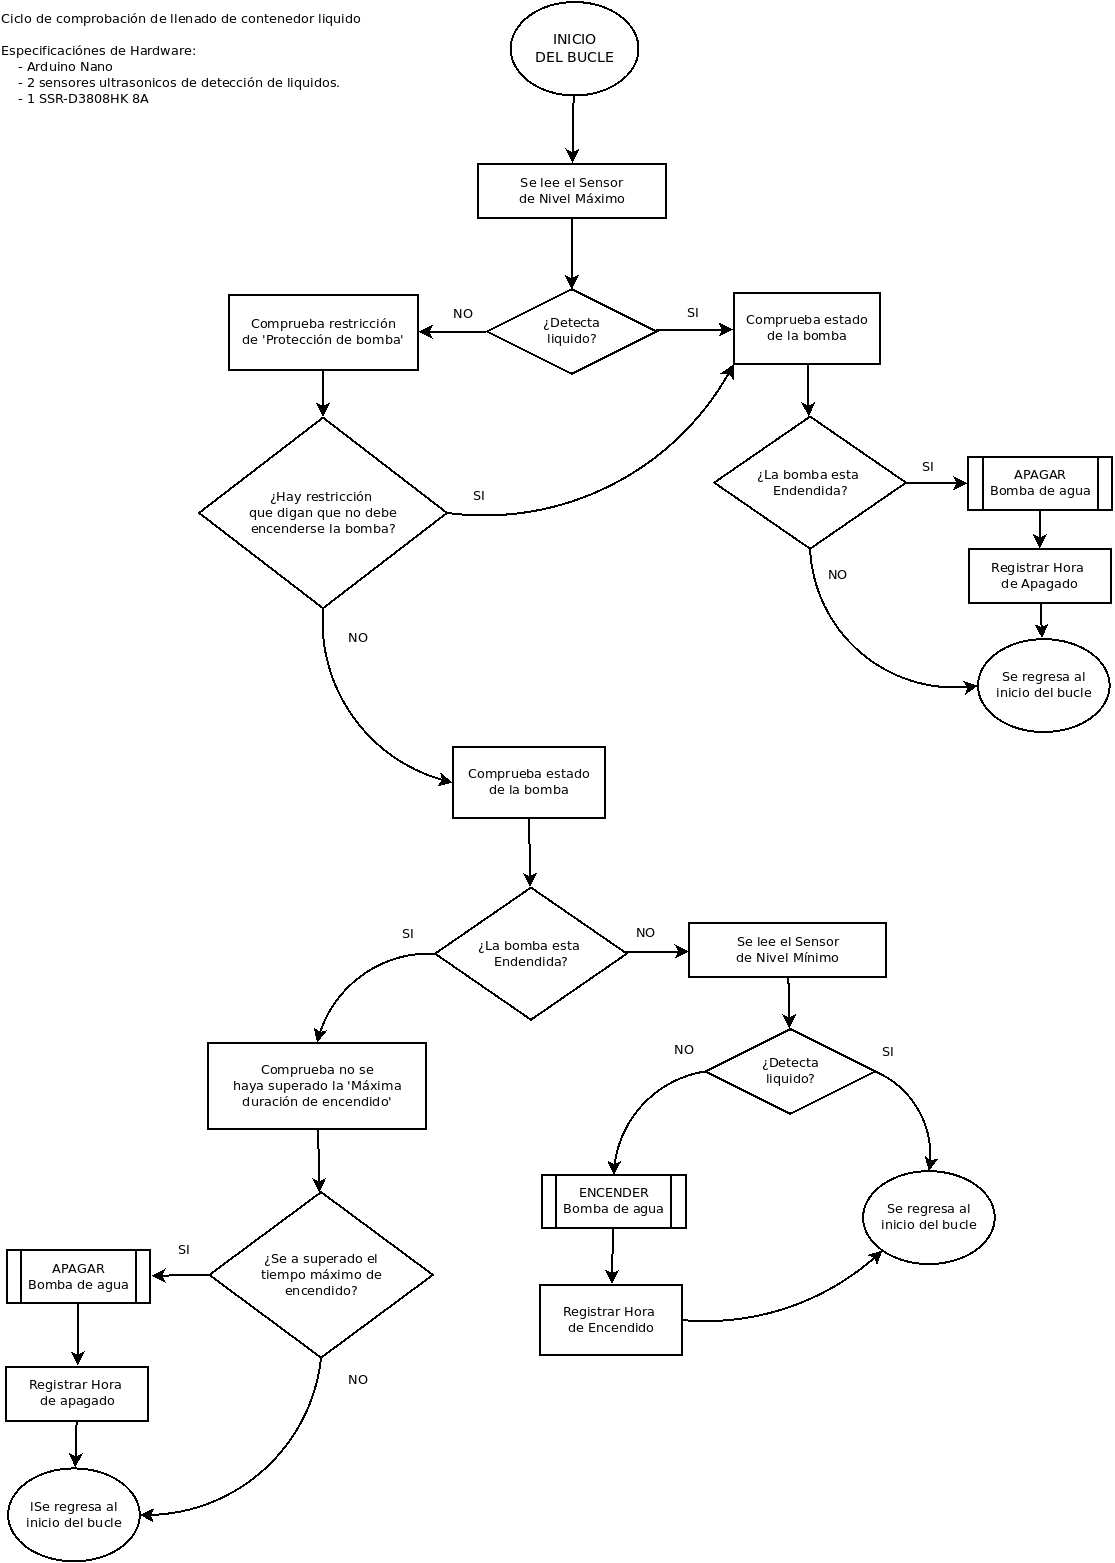 Ciclo de comprobación de llenado de contenedor liquido
Especificaciónes de Hardware:
- Arduino Nano
- 2 sensores ultrasonicos de detección de liquidos.
- 1 SSR-D3808HK 8A
INICIO
DEL BUCLE
Se lee el Sensor
de Nivel Máximo
¿Detecta
liquido?
NO
SI
Comprueba restricción
de 'Protección de bomba'
Comprueba estado
de la bomba
¿Hay restricción
que digan que no debe
encenderse la bomba?
SI
NO
¿La bomba esta
Endendida?
SI
NO
APAGAR
Bomba de agua
Registrar Hora
de Apagado
Se regresa al
inicio del bucle
Comprueba estado
de la bomba
¿La bomba esta
Endendida?
SI
NO
Se lee el Sensor
de Nivel Mínimo
¿Detecta
liquido?
NO
SI
ENCENDER
Bomba de agua
Registrar Hora
de Encendido
Se regresa al
inicio del bucle
Comprueba no se
haya superado la 'Máxima
duración de encendido'
¿Se a superado el
tiempo máximo de
encendido?
SI
NO
APAGAR
Bomba de agua
Registrar Hora
de apagado
ISe regresa al
inicio del bucle